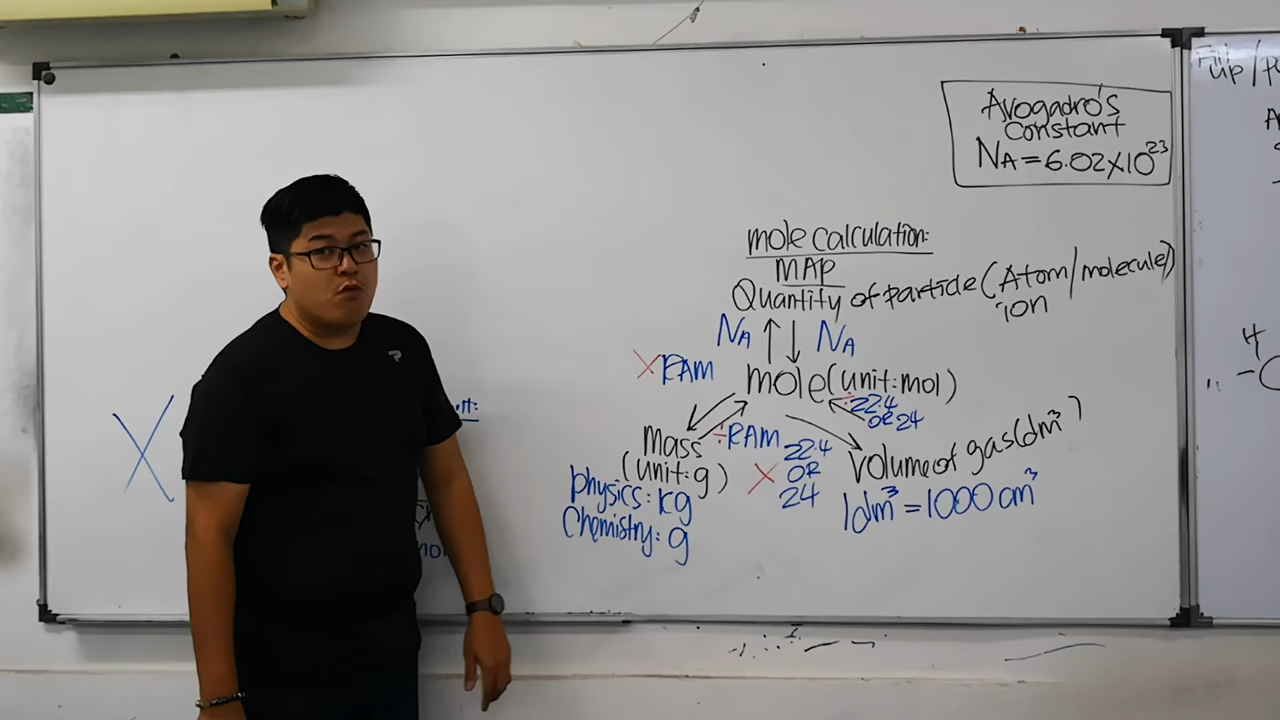 Avogadro's
Constant
NA = 6.02×10²³
mole calculation:
MAP
Quantity of particle (Atom/molecule)
ion
NA
NA
× RAM
mole (unit: mol)
÷ 22.4
OR 24
Mass
÷ RAM
(unit: g)
× 22.4
OR
24
Volume of gas (dm³)
1dm³ = 1000 cm³
physics: kg
Chemistry: g
X
up /
H